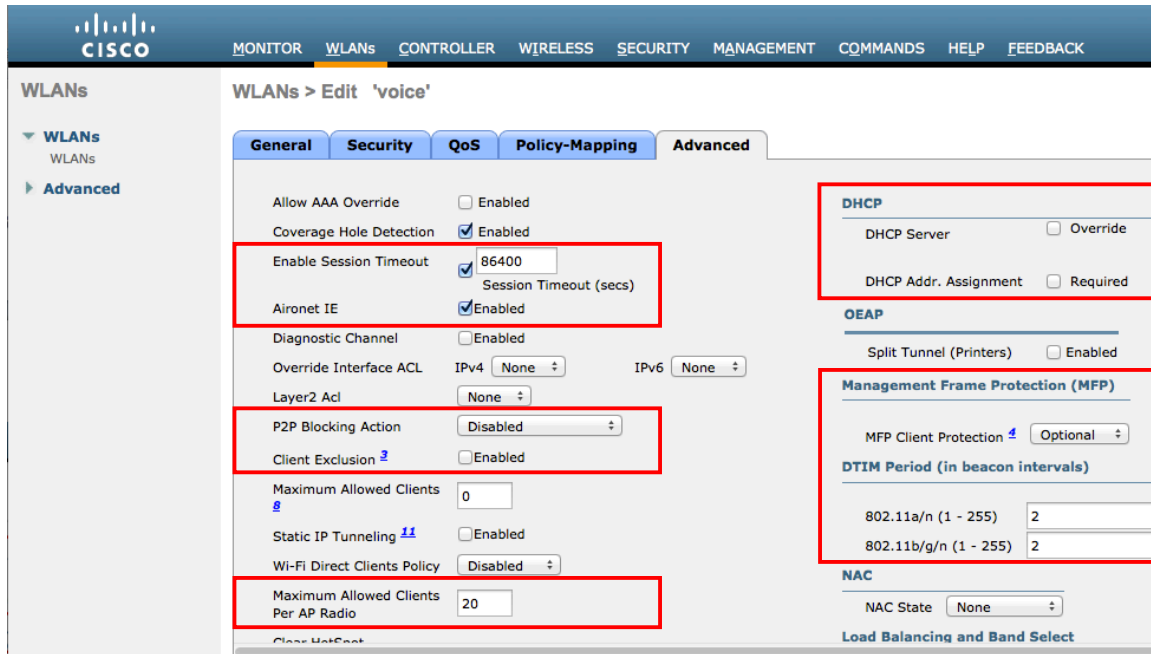 CISCO
MONITOR WLANs CONTROLLER WIRELESS SECURITY MANAGEMENT COMMANDS HELP FEEDBACK
WLANs
WLANs
WLANs
Advanced
WLANs > Edit 'voice'
General Security QoS Policy-Mapping Advanced
Allow AAA Override Enabled
Coverage Hole Detection Enabled
Enable Session Timeout 86400
Session Timeout (secs)
Aironet IE Enabled
Diagnostic Channel Enabled
Override Interface ACL IPv4 None IPv6 None
Layer2 Acl None
P2P Blocking Action Disabled
Client Exclusion 3 Enabled
Maximum Allowed Clients
8 0
Static IP Tunneling 11 Enabled
Wi-Fi Direct Clients Policy Disabled
Maximum Allowed Clients
Per AP Radio 20
Clear HotSpot
DHCP
DHCP Server Override
DHCP Addr. Assignment Required
OEAP
Split Tunnel (Printers) Enabled
Management Frame Protection (MFP)
MFP Client Protection 4 Optional
DTIM Period (in beacon intervals)
802.11a/n (1 - 255) 2
802.11b/g/n (1 - 255) 2
NAC
NAC State None
Load Balancing and Band Select